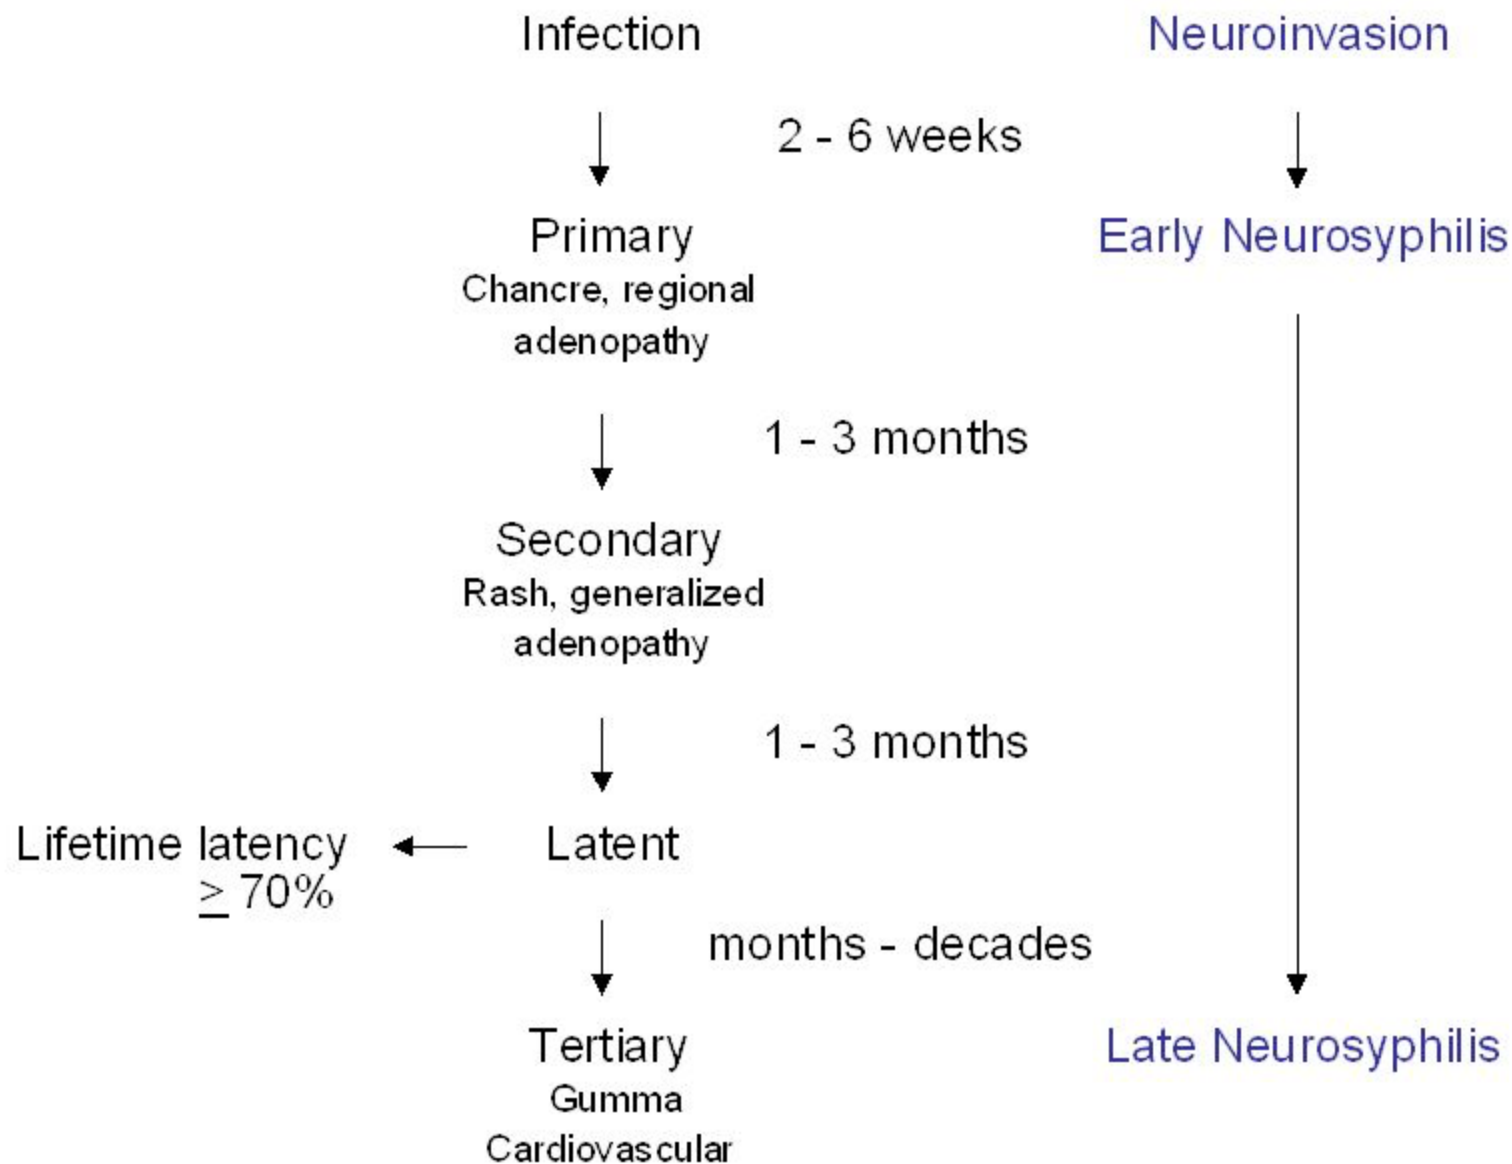 Infection
Neuroinvasion
2 - 6 weeks
Primary
Early Neurosyphilis
Chancre, regional
adenopathy
1 - 3 months
Secondary
Rash, generalized
adenopathy
1 - 3 months
Lifetime latency
≥ 70%
Latent
months - decades
Tertiary
Late Neurosyphilis
Gumma
Cardiovascular